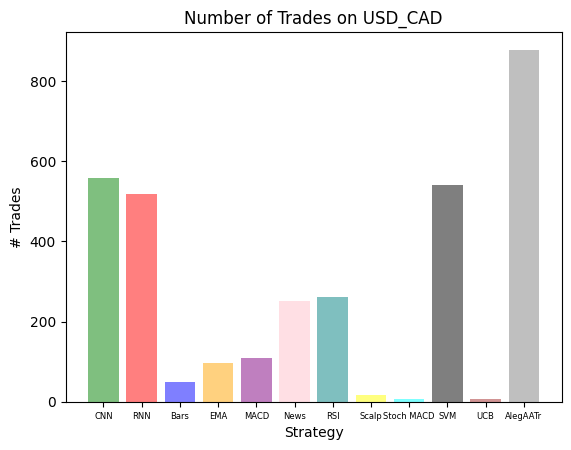 Number of Trades on USD_CAD
# Trades
800
600
400
200
0
CNN RNN Bars EMA MACD News RSI Scalp Stoch MACD SVM UCB AlegAATr
Strategy